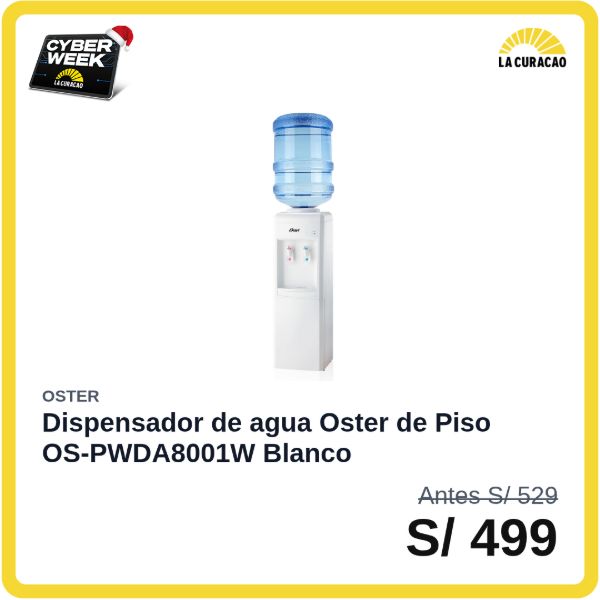 CYBER
WEEK
LA CURACAO
LA CURACAO
Oster
OSTER
Dispensador de agua Oster de Piso
OS-PWDA8001W Blanco
Antes S/ 529
S/ 499